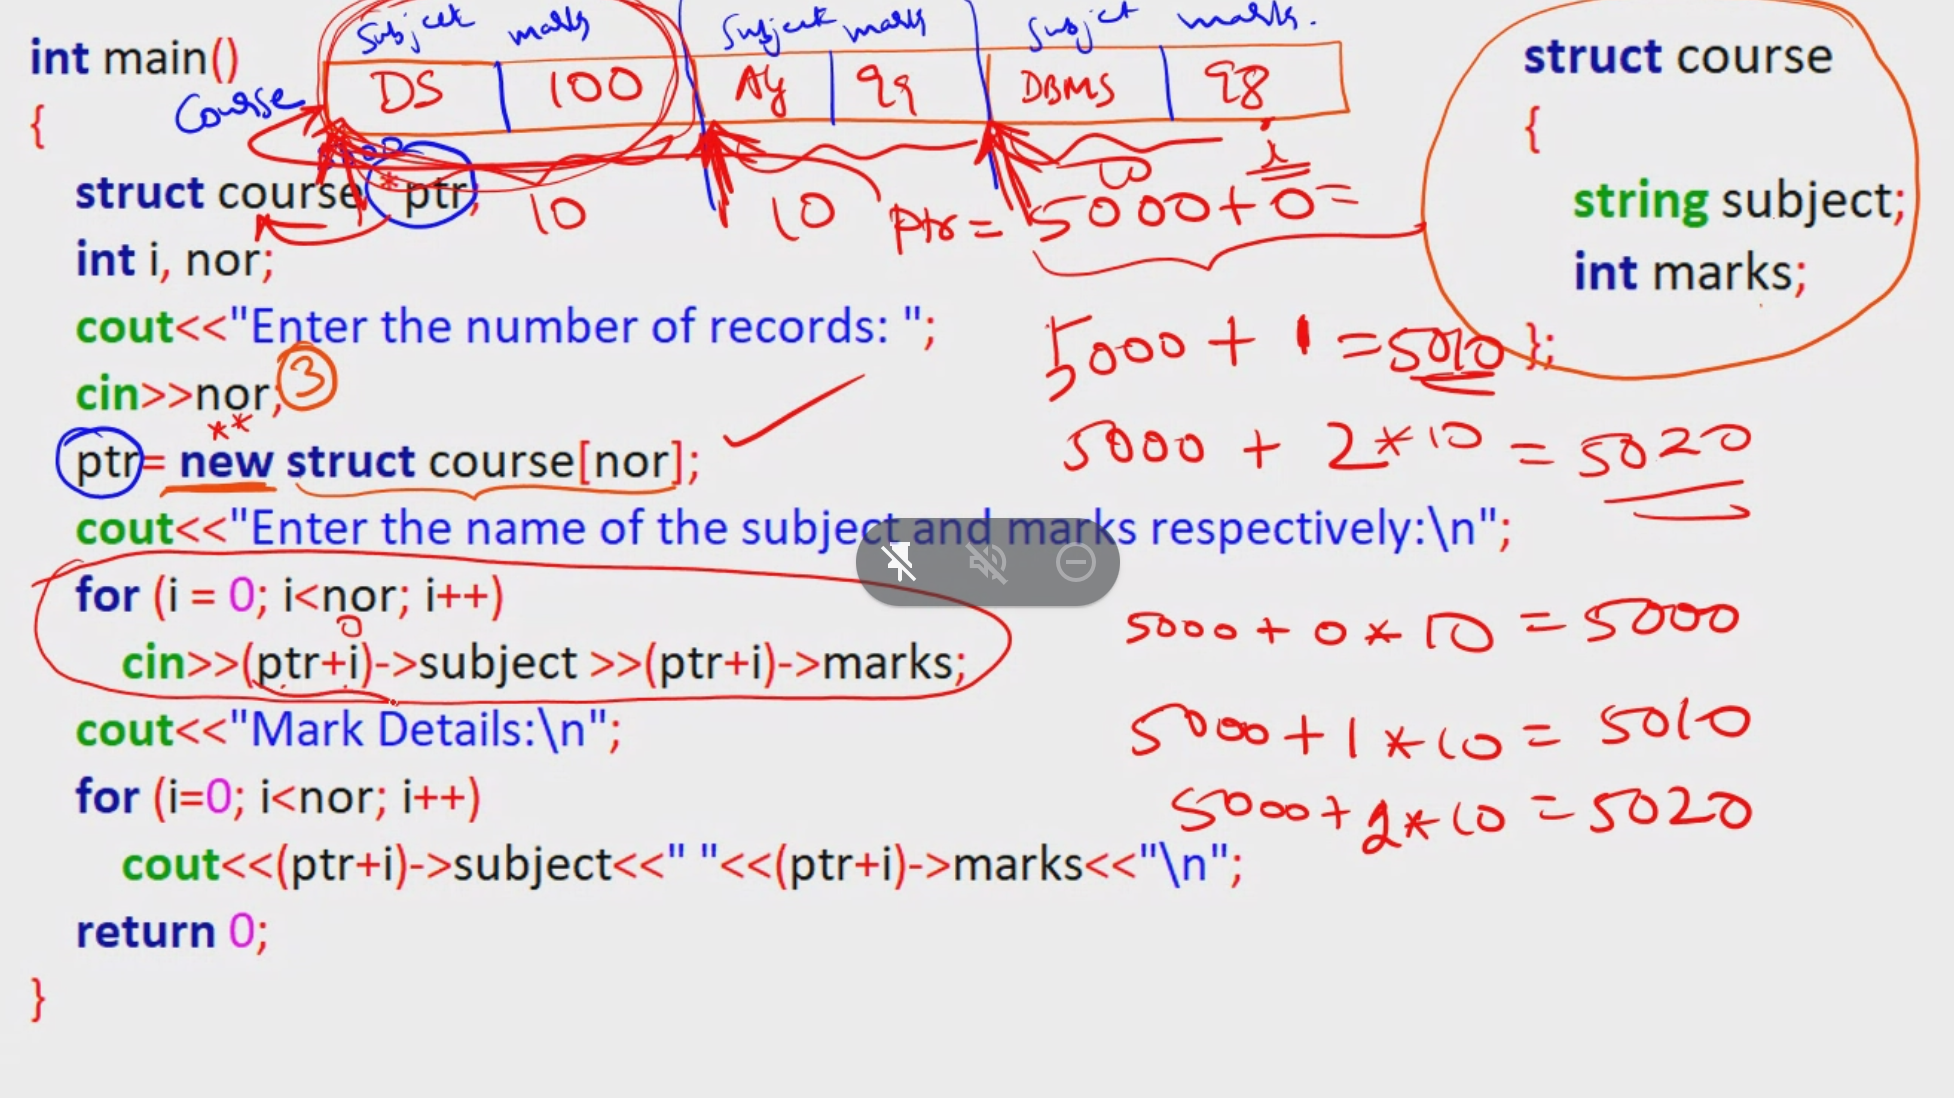 Subject marks Subject marks Subject marks.
int main()
struct course
Course DS 100 Alg 99 DBMS 98
{
{
i
struct course *ptr;
10 10 ptr = 5000+0=
string subject;
int i, nor;
int marks;
cout<<"Enter the number of records: ";
5000 + 1 =5010
};
cin>>nor; 3
**
5000 + 2*10 = 5020
ptr= new struct course[nor];
cout<<"Enter the name of the subject and marks respectively:\n";
for (i = 0; i<nor; i++)
0
5000 + 0 * 10 = 5000
cin>>(ptr+i)->subject >>(ptr+i)->marks;
cout<<"Mark Details:\n";
5000+1*10= 5010
for (i=0; i<nor; i++)
5000+2*10=5020
cout<<(ptr+i)->subject<<" "<<(ptr+i)->marks<<"\n";
return 0;
}